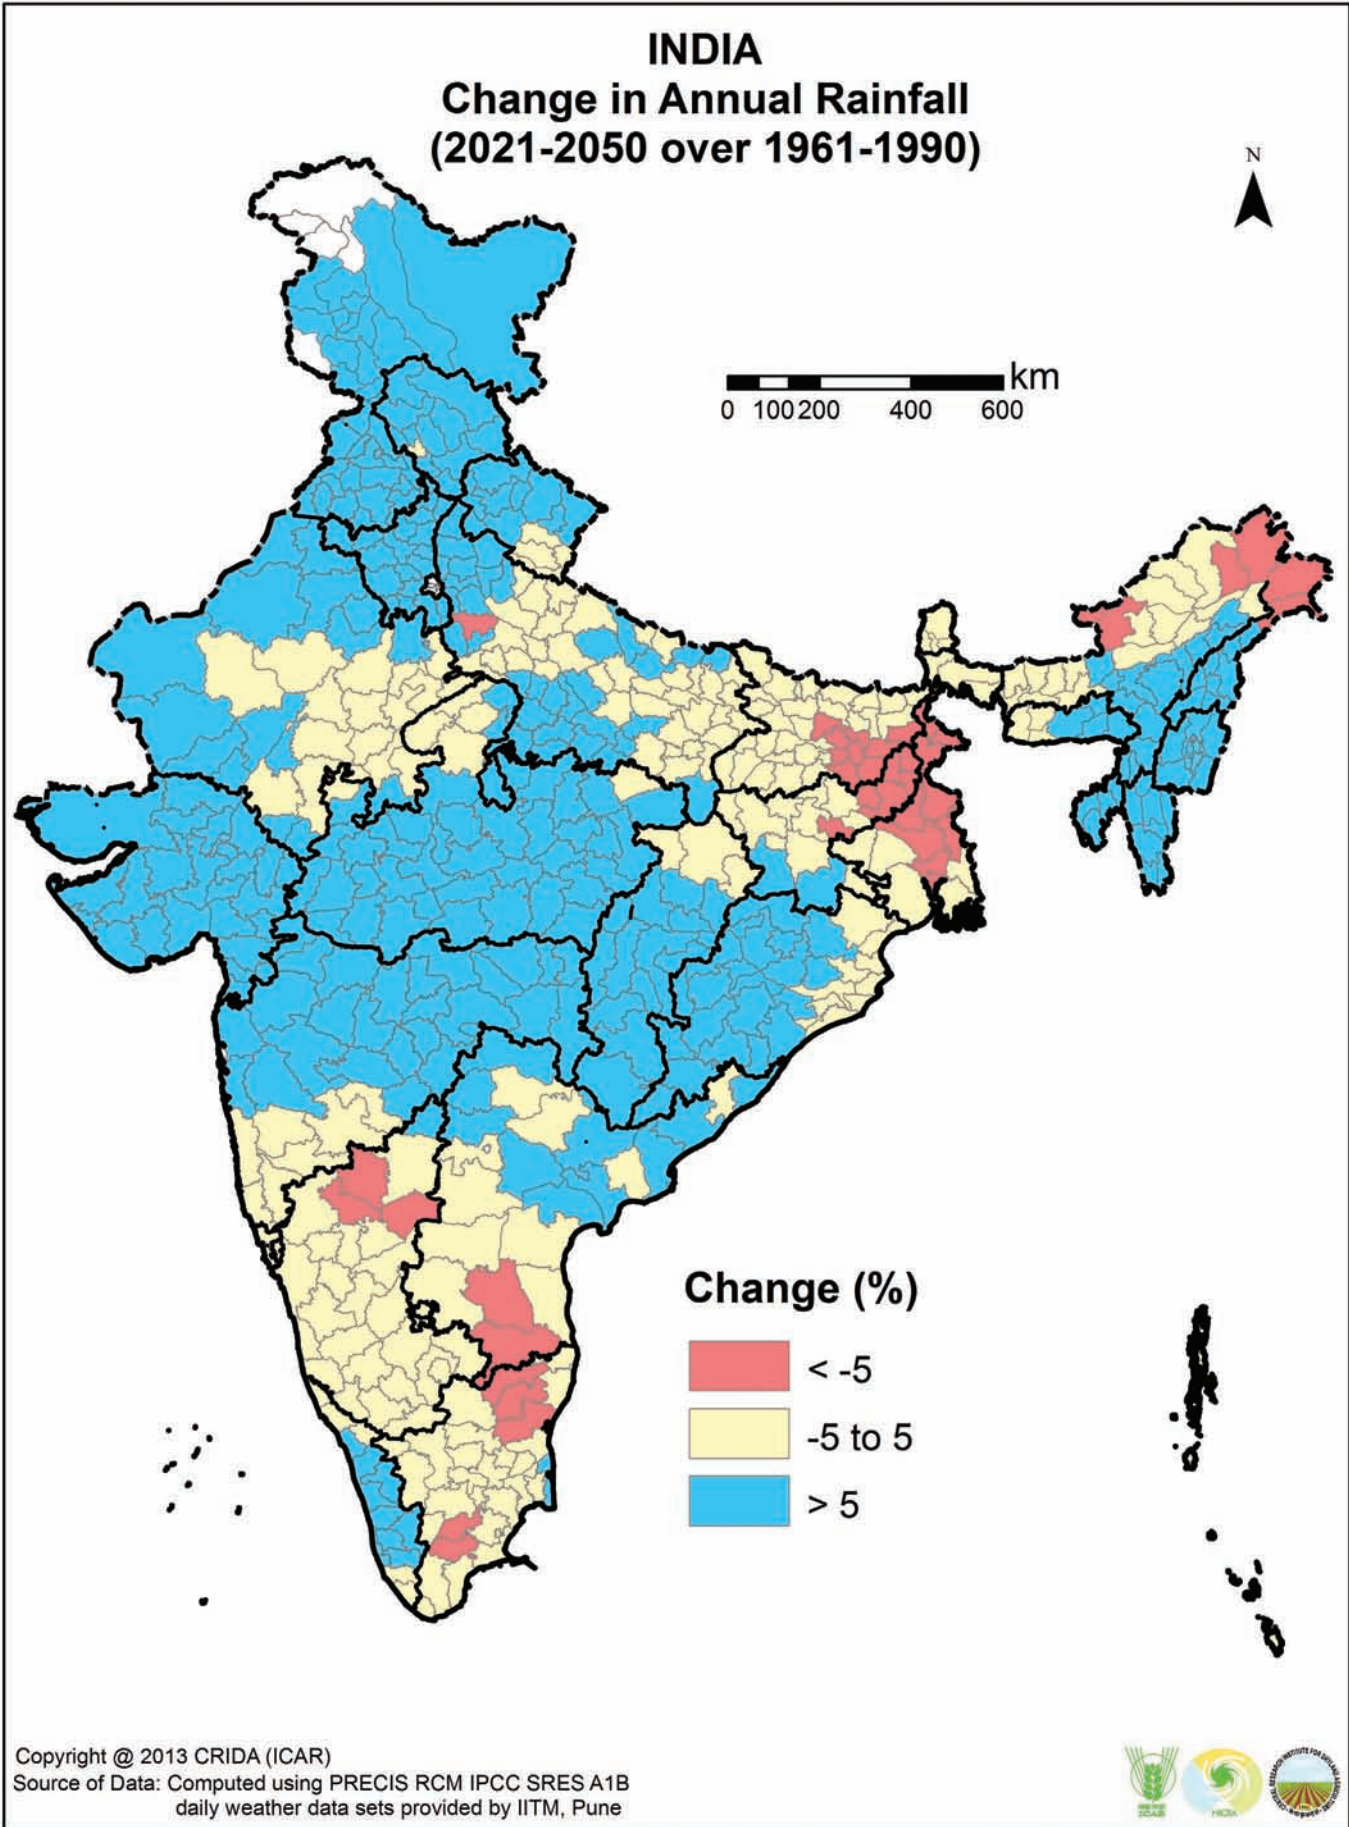 INDIA
Change in Annual Rainfall
(2021-2050 over 1961-1990)
N
km
0 100 200 400 600
Change (%)
< -5
-5 to 5
> 5
Copyright @ 2013 CRIDA (ICAR)
Source of Data: Computed using PRECIS RCM IPCC SRES A1B
daily weather data sets provided by IITM, Pune